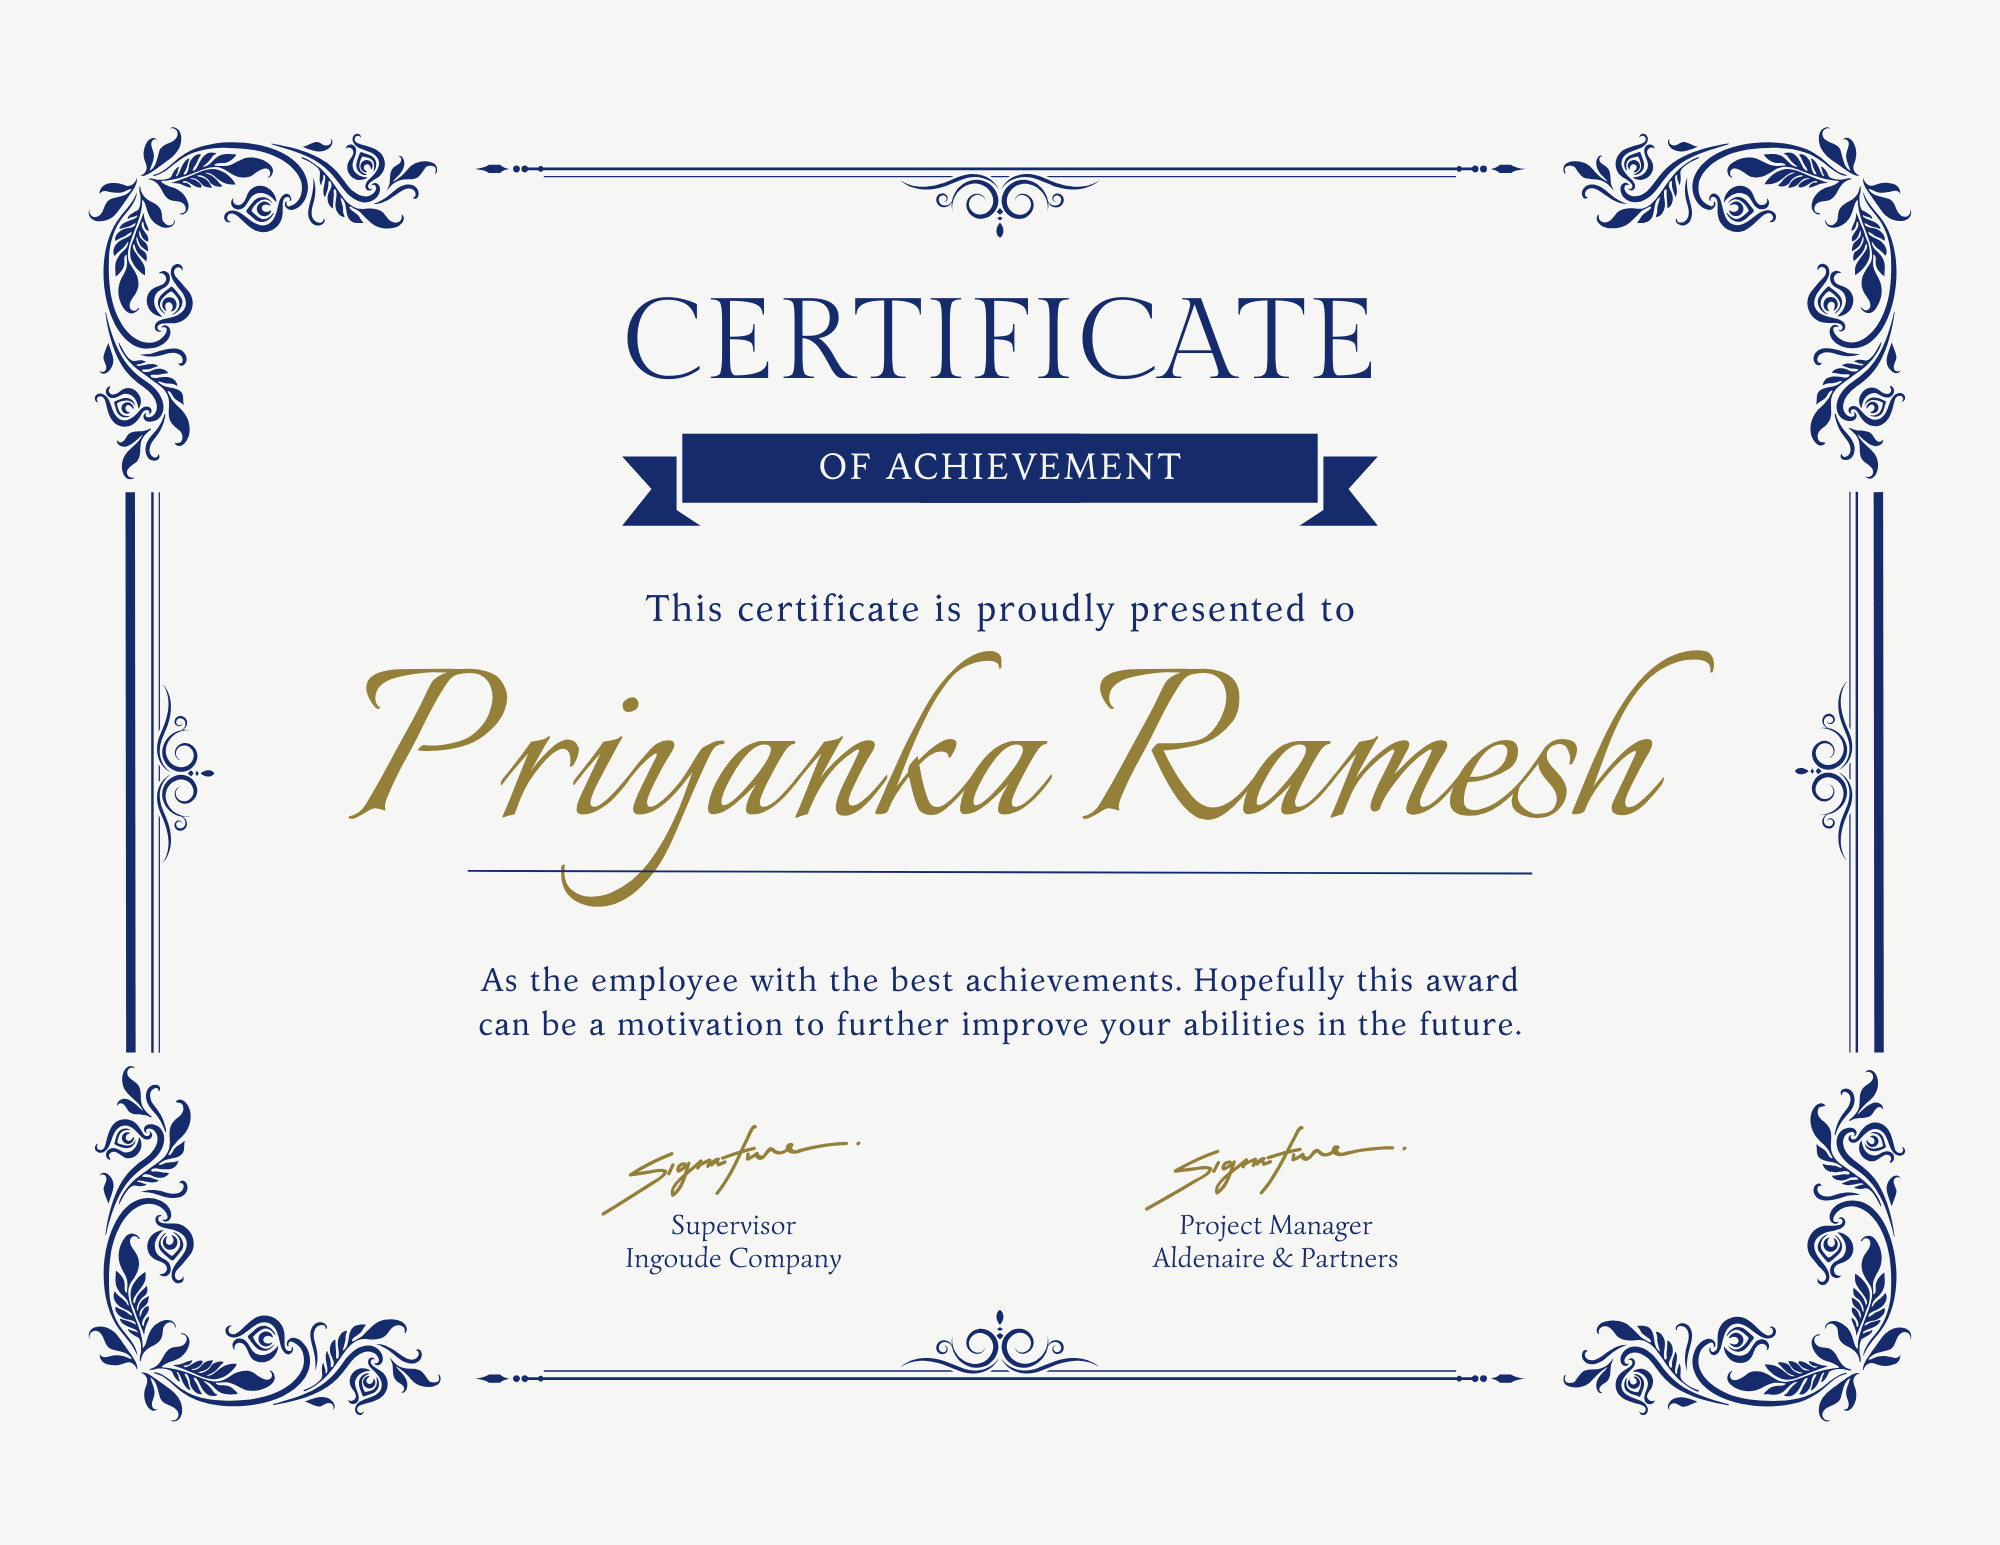 CERTIFICATE
OF ACHIEVEMENT
This certificate is proudly presented to
Priyanka Ramesh
As the employee with the best achievements. Hopefully this award
can be a motivation to further improve your abilities in the future.
Signature Signature
Supervisor Project Manager
Ingoude Company Aldenaire & Partners